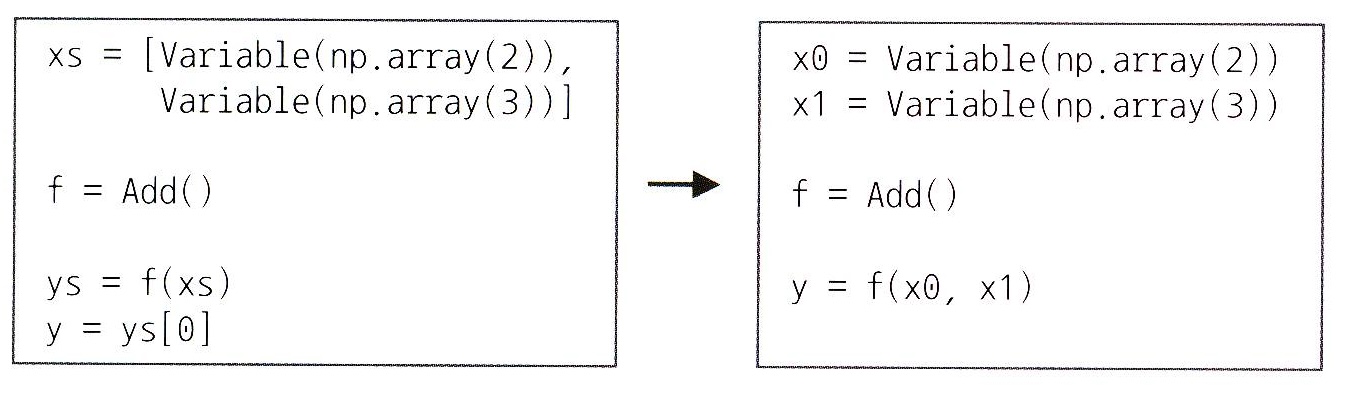 xs = [Variable(np.array(2)),
      Variable(np.array(3))]
f = Add()
ys = f(xs)
y = ys[0]
x0 = Variable(np.array(2))
x1 = Variable(np.array(3))
f = Add()
y = f(x0, x1)